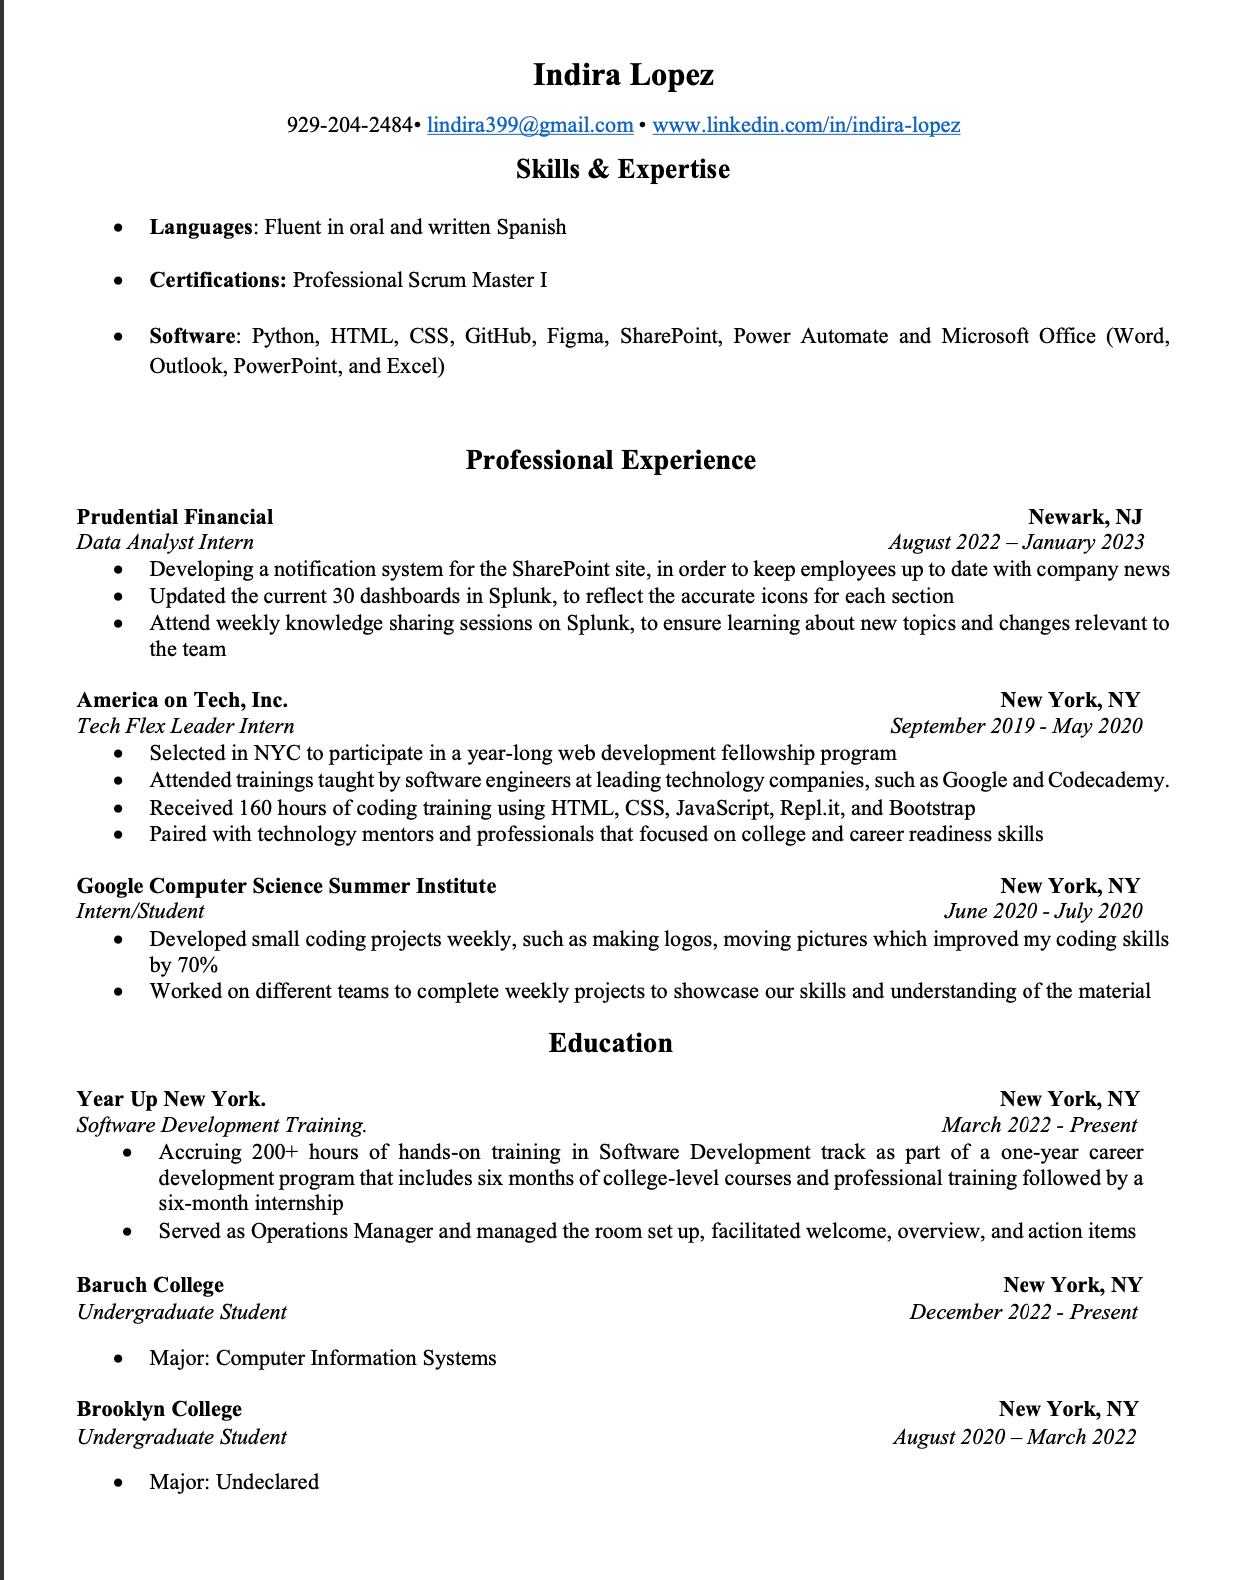 Indira Lopez
929-204-2484• lindira399@gmail.com • www.linkedin.com/in/indira-lopez
Skills & Expertise
• Languages: Fluent in oral and written Spanish
• Certifications: Professional Scrum Master I
• Software: Python, HTML, CSS, GitHub, Figma, SharePoint, Power Automate and Microsoft Office (Word,
Outlook, PowerPoint, and Excel)
Professional Experience
Prudential Financial Newark, NJ
Data Analyst Intern August 2022 – January 2023
• Developing a notification system for the SharePoint site, in order to keep employees up to date with company news
• Updated the current 30 dashboards in Splunk, to reflect the accurate icons for each section
• Attend weekly knowledge sharing sessions on Splunk, to ensure learning about new topics and changes relevant to
the team
America on Tech, Inc. New York, NY
Tech Flex Leader Intern September 2019 - May 2020
• Selected in NYC to participate in a year-long web development fellowship program
• Attended trainings taught by software engineers at leading technology companies, such as Google and Codecademy.
• Received 160 hours of coding training using HTML, CSS, JavaScript, Repl.it, and Bootstrap
• Paired with technology mentors and professionals that focused on college and career readiness skills
Google Computer Science Summer Institute New York, NY
Intern/Student June 2020 - July 2020
• Developed small coding projects weekly, such as making logos, moving pictures which improved my coding skills
by 70%
• Worked on different teams to complete weekly projects to showcase our skills and understanding of the material
Education
Year Up New York. New York, NY
Software Development Training. March 2022 - Present
• Accruing 200+ hours of hands-on training in Software Development track as part of a one-year career
development program that includes six months of college-level courses and professional training followed by a
six-month internship
• Served as Operations Manager and managed the room set up, facilitated welcome, overview, and action items
Baruch College New York, NY
Undergraduate Student December 2022 - Present
• Major: Computer Information Systems
Brooklyn College New York, NY
Undergraduate Student August 2020 – March 2022
• Major: Undeclared